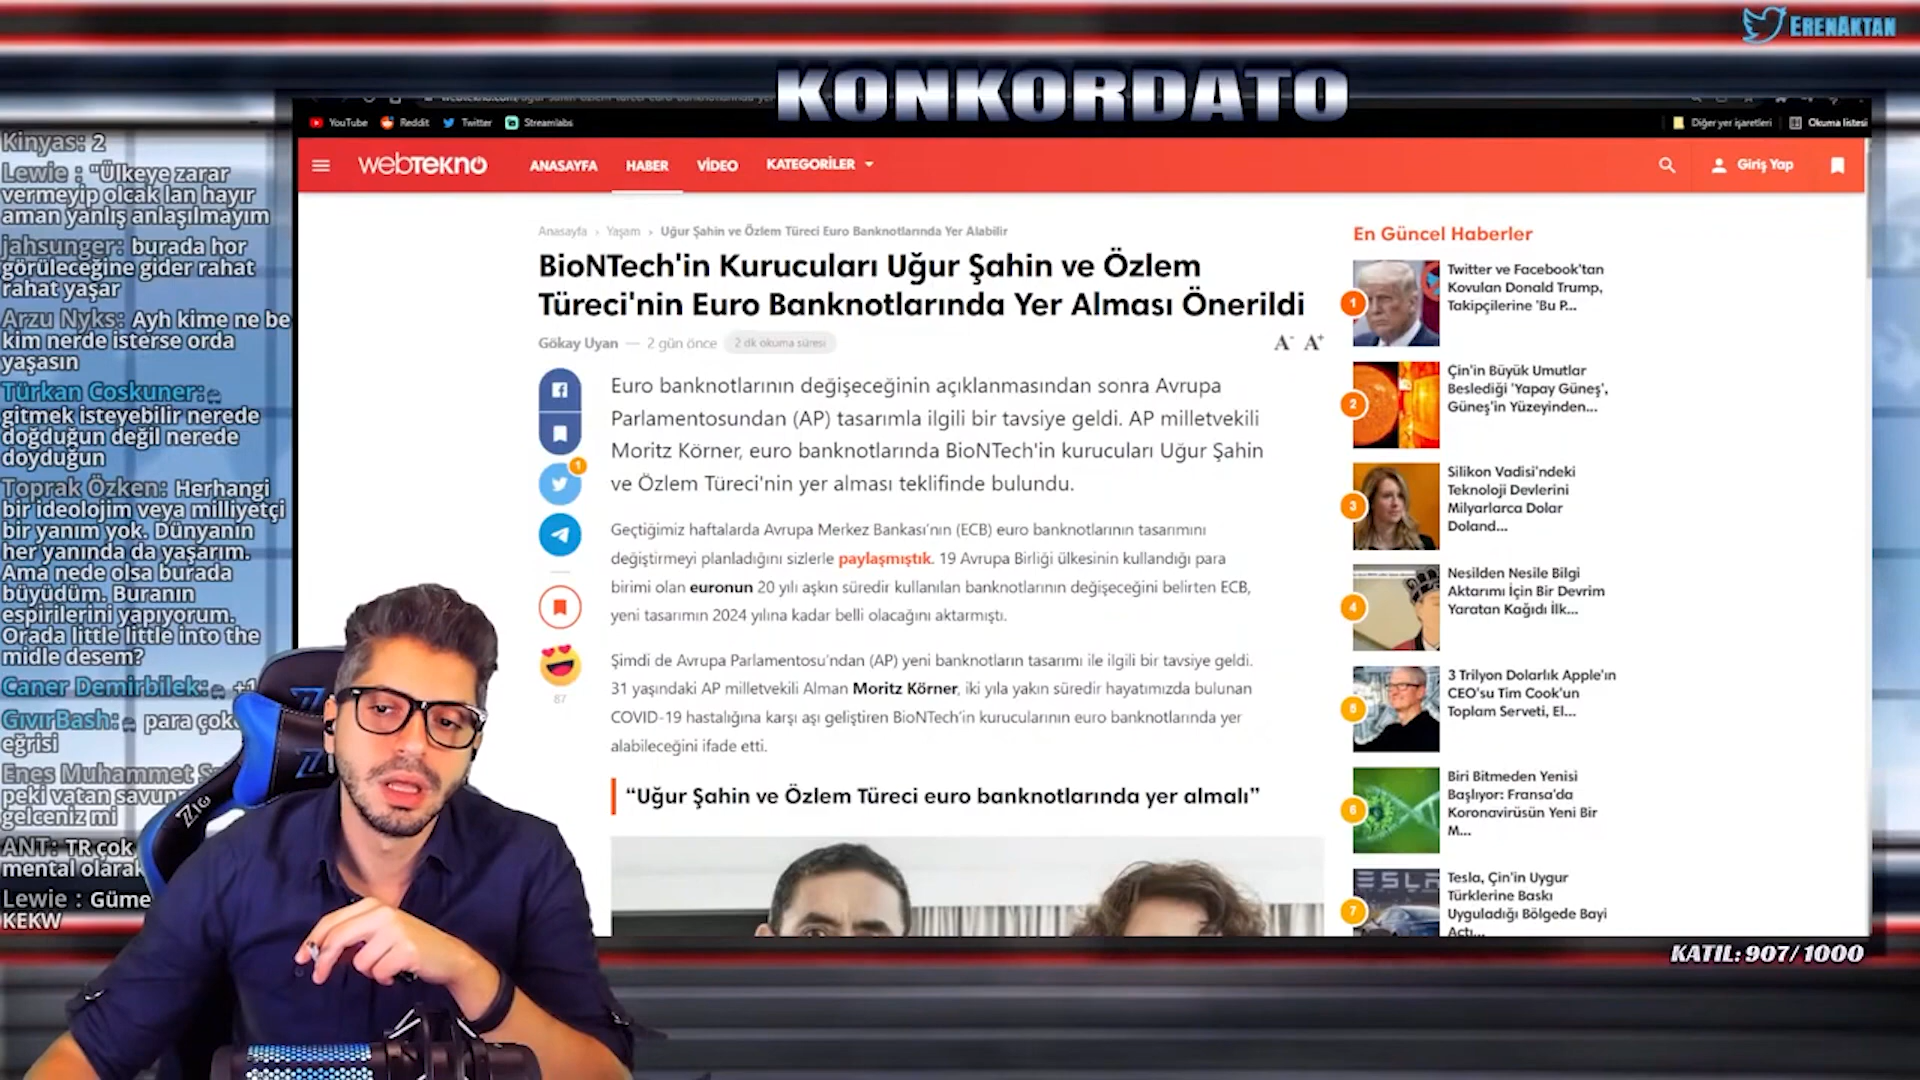 ERENAKTAN
KONKORDATO
YouTube
Reddit
Twitter
Streamlabs
Diğer yer işaretleri
Okuma listesi
webtekno
ANASAYFA
HABER
VİDEO
KATEGORİLER
Giriş Yap
Kinyas: 2
Lewie : "Ülkeye zarar
vermeyip olcak lan hayır
aman yanlış anlaşılmayım
jahsunger: burada hor
görüleceğine gider rahat
rahat yaşar
Arzu Nyks: Ayh kime ne be
kim nerde isterse orda
yaşasın
Türkan Coskuner:
gitmek isteyebilir nerede
doğduğun değil nerede
doyduğun
Toprak Özken: Herhangi
bir ideolojim veya milliyetçi
bir yanım yok. Dünyanın
her yanında da yaşarım.
Ama nede olsa burada
büyüdüm. Buranın
espirilerini yapıyorum.
Orada little little into the
midle desem?
Caner Demirbilek: +1
GıvırBash: para çok
eğrisi
Enes Muhammet
peki vatan
gelceniz mi
ANT: TR çok
mental olarak
Lewie : Güme
KEKW
Anasayfa › Yaşam › Uğur Şahin ve Özlem Türeci Euro Banknotlarında Yer Alabilir
BioNTech'in Kurucuları Uğur Şahin ve Özlem
Türeci'nin Euro Banknotlarında Yer Alması Önerildi
Gökay Uyan — 2 gün önce 2 dk okuma süresi
A- A+
Euro banknotlarının değişeceğinin açıklanmasından sonra Avrupa
Parlamentosundan (AP) tasarımla ilgili bir tavsiye geldi. AP milletvekili
Moritz Körner, euro banknotlarında BioNTech'in kurucuları Uğur Şahin
ve Özlem Türeci'nin yer alması teklifinde bulundu.
1
Geçtiğimiz haftalarda Avrupa Merkez Bankası'nın (ECB) euro banknotlarının tasarımını
değiştirmeyi planladığını sizlerle paylaşmıştık. 19 Avrupa Birliği ülkesinin kullandığı para
birimi olan euronun 20 yılı aşkın süredir kullanılan banknotlarının değişeceğini belirten ECB,
yeni tasarımın 2024 yılına kadar belli olacağını aktarmıştı.
87
Şimdi de Avrupa Parlamentosu'ndan (AP) yeni banknotların tasarımı ile ilgili bir tavsiye geldi.
31 yaşındaki AP milletvekili Alman Moritz Körner, iki yıla yakın süredir hayatımızda bulunan
COVID-19 hastalığına karşı aşı geliştiren BioNTech'in kurucularının euro banknotlarında yer
alabileceğini ifade etti.
“Uğur Şahin ve Özlem Türeci euro banknotlarında yer almalı”
En Güncel Haberler
1
Twitter ve Facebook'tan
Kovulan Donald Trump,
Takipçilerine 'Bu P...
2
Çin'in Büyük Umutlar
Beslediği 'Yapay Güneş',
Güneş'in Yüzeyinden...
3
Silikon Vadisi'ndeki
Teknoloji Devlerini
Milyarlarca Dolar
Doland...
4
Nesilden Nesile Bilgi
Aktarımı İçin Bir Devrim
Yaratan Kağıdı İlk...
5
3 Trilyon Dolarlık Apple'ın
CEO'su Tim Cook'un
Toplam Serveti, El...
6
Biri Bitmeden Yenisi
Başlıyor: Fransa'da
Koronavirüsün Yeni Bir
M...
7
Tesla, Çin'in Uygur
Türklerine Baskı
Uyguladığı Bölgede Bayi
Açtı...
KATIL: 907/1000